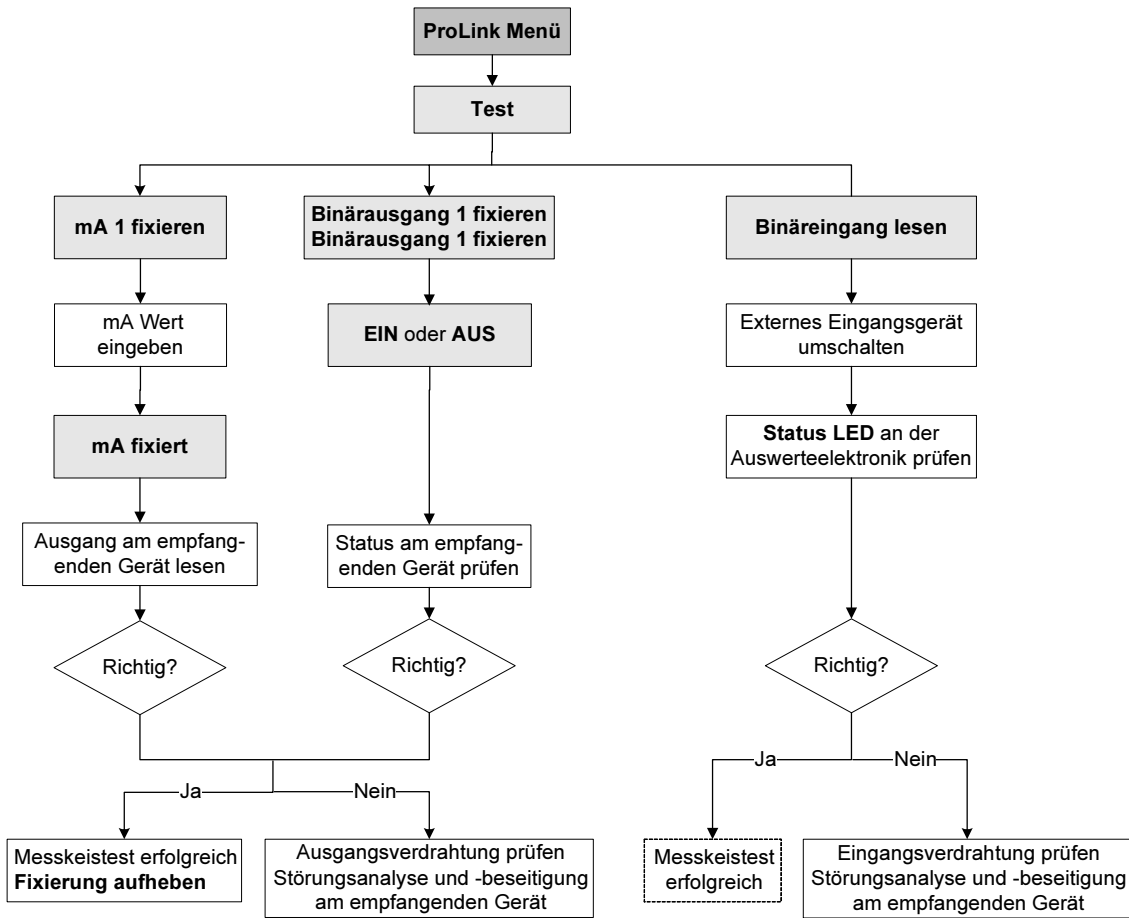 ProLink Menü
Test
mA 1 fixieren
Binärausgang 1 fixieren
Binärausgang 1 fixieren
Binäreingang lesen
mA Wert
eingeben
EIN oder AUS
Externes Eingangsgerät
umschalten
mA fixiert
Status LED an der
Auswerteelektronik prüfen
Ausgang am empfang-
enden Gerät lesen
Status am empfang-
enden Gerät prüfen
Richtig?
Richtig?
Richtig?
Ja
Nein
Ja
Nein
Messkeistest erfolgreich
Fixierung aufheben
Ausgangsverdrahtung prüfen
Störungsanalyse und -beseitigung
am empfangenden Gerät
Messkeistest
erfolgreich
Eingangsverdrahtung prüfen
Störungsanalyse und -beseitigung
am empfangenden Gerät